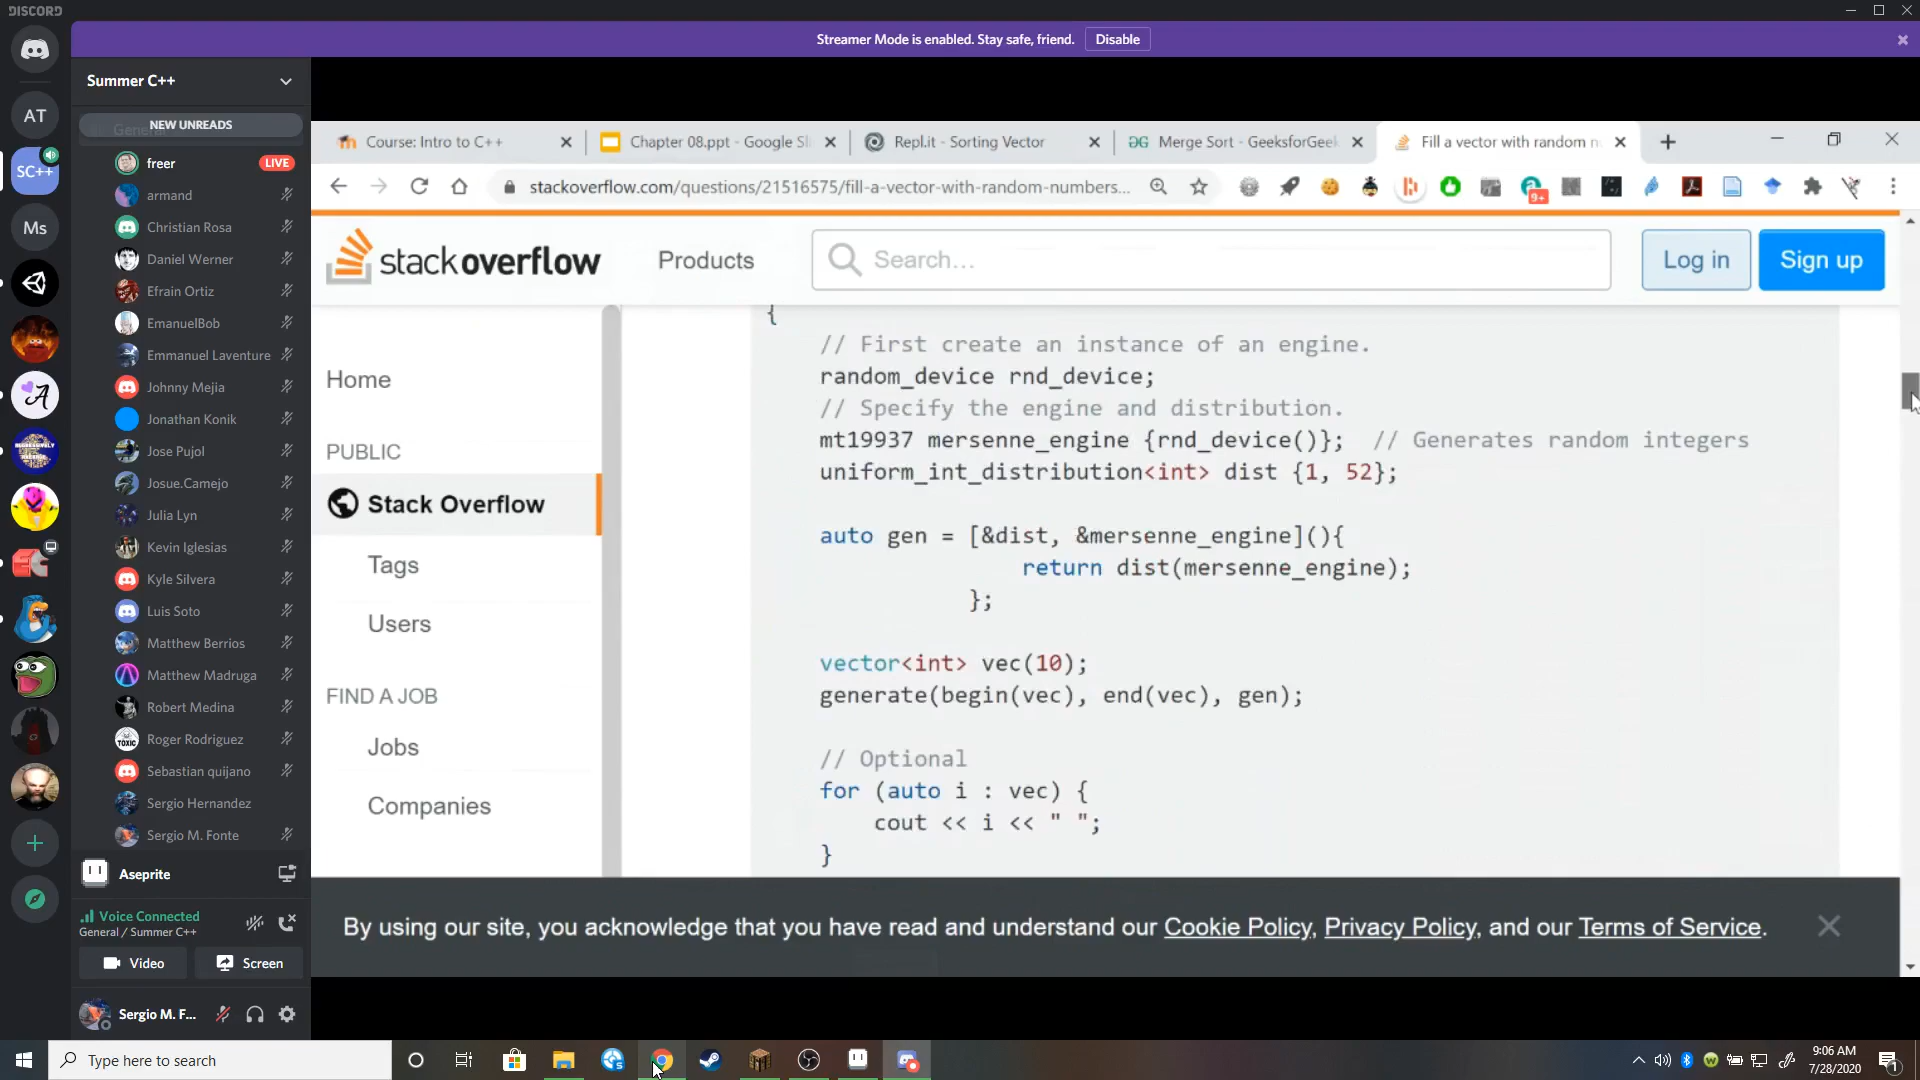 DISCORD
Streamer Mode is enabled. Stay safe, friend.
Disable
Summer C++
NEW UNREADS
General
AT
SC++
Ms
freer
LIVE
armand
Christian Rosa
Daniel Werner
Efrain Ortiz
EmanuelBob
Emmanuel Laventure
Johnny Mejia
Jonathan Konik
Jose Pujol
Josue.Camejo
Julia Lyn
Kevin Iglesias
Kyle Silvera
Luis Soto
Matthew Berrios
Matthew Madruga
Robert Medina
TOXIC
Roger Rodriguez
Sebastian quijano
Sergio Hernandez
Sergio M. Fonte
Aseprite
Voice Connected
General / Summer C++
Video
Screen
Sergio M. F...
Course: Intro to C++
Chapter 08.ppt - Google Sl
Repl.it - Sorting Vector
Merge Sort - GeeksforGeek
Fill a vector with random n
stackoverflow.com/questions/21516575/fill-a-vector-with-random-numbers...
9+
stackoverflow
Products
Search...
Log in
Sign up
Home
PUBLIC
Stack Overflow
Tags
Users
FIND A JOB
Jobs
Companies
{
// First create an instance of an engine.
random_device rnd_device;
// Specify the engine and distribution.
mt19937 mersenne_engine {rnd_device()}; // Generates random integers
uniform_int_distribution<int> dist {1, 52};
auto gen = [&dist, &mersenne_engine](){
return dist(mersenne_engine);
};
vector<int> vec(10);
generate(begin(vec), end(vec), gen);
// Optional
for (auto i : vec) {
cout << i << " ";
}
By using our site, you acknowledge that you have read and understand our Cookie Policy, Privacy Policy, and our Terms of Service.
Type here to search
9:06 AM
7/28/2020
1